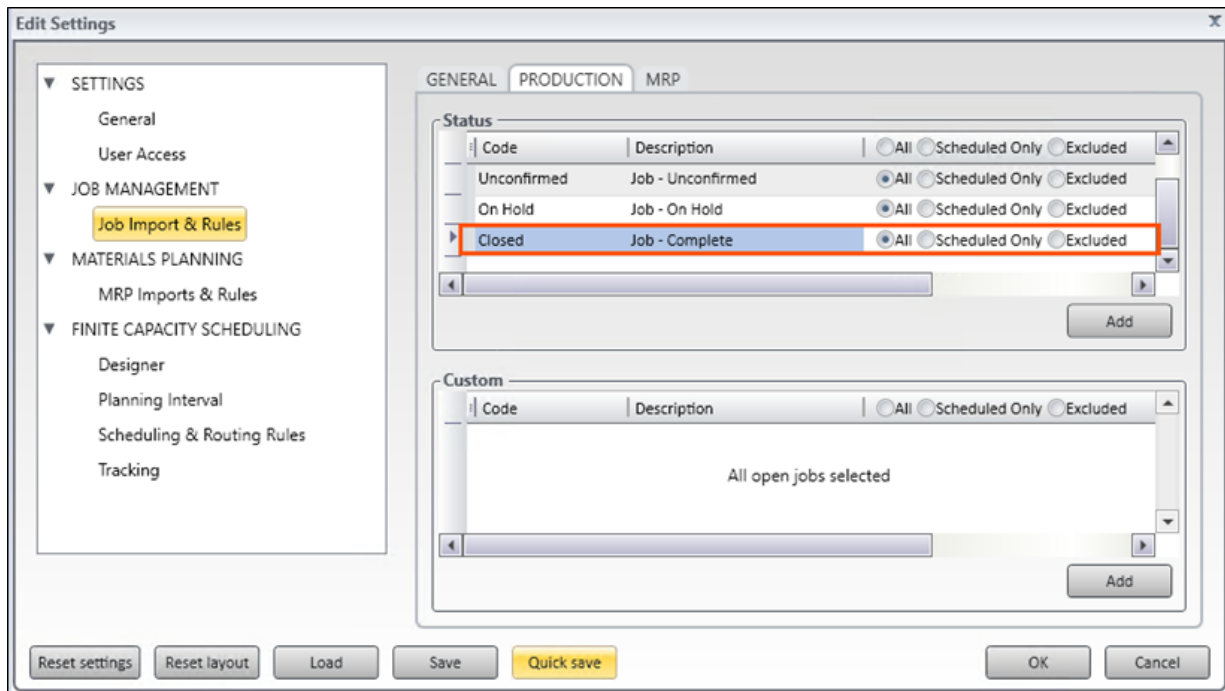 Edit Settings
x
SETTINGS
General
User Access
JOB MANAGEMENT
Job Import & Rules
MATERIALS PLANNING
MRP Imports & Rules
FINITE CAPACITY SCHEDULING
Designer
Planning Interval
Scheduling & Routing Rules
Tracking
GENERAL PRODUCTION MRP
Status
Code Description All Scheduled Only Excluded
Unconfirmed Job - Unconfirmed All Scheduled Only Excluded
On Hold Job - On Hold All Scheduled Only Excluded
Closed Job - Complete All Scheduled Only Excluded
Add
Custom
Code Description All Scheduled Only Excluded
All open jobs selected
Add
Reset settings Reset layout Load Save Quick save OK Cancel